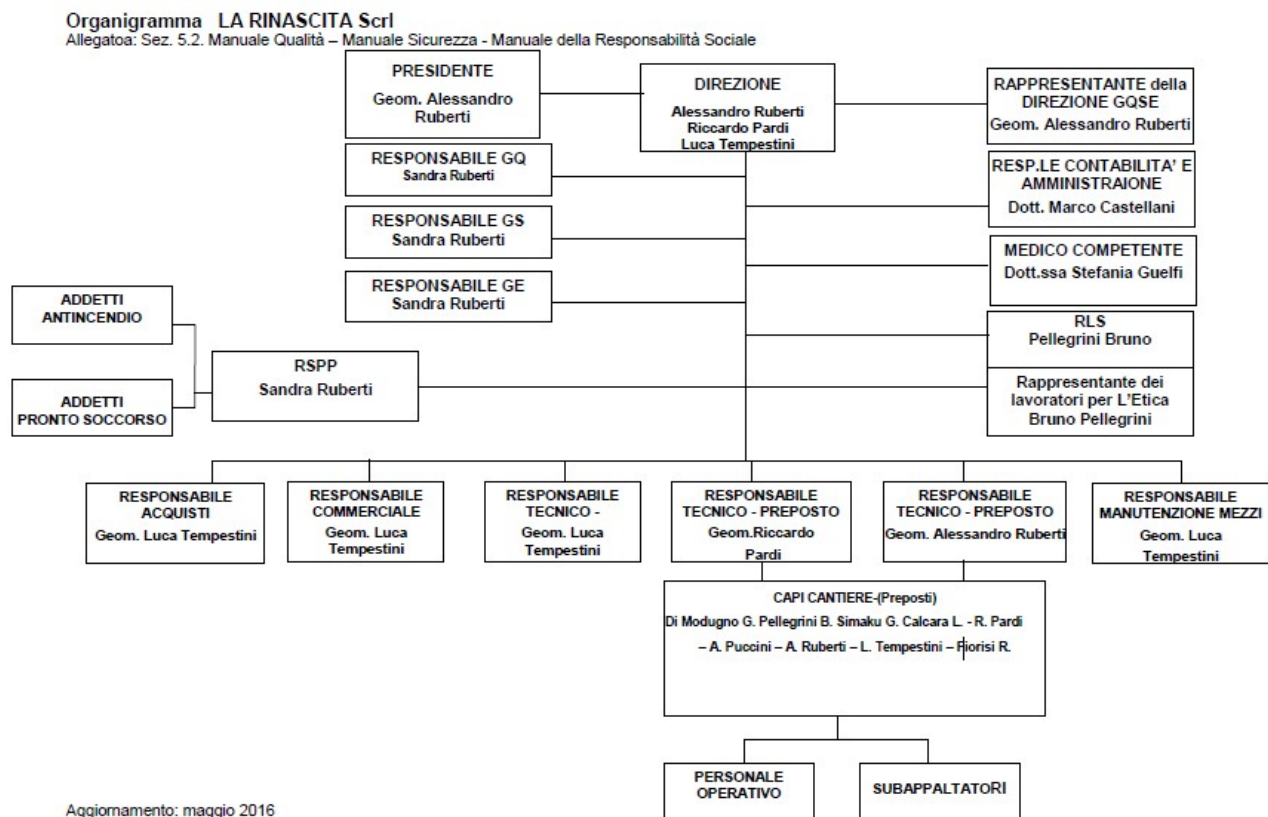 Organigramma LA RINASCITA Scrl
Allegatoa: Sez. 5.2. Manuale Qualità – Manuale Sicurezza - Manuale della Responsabilità Sociale
PRESIDENTE
Geom. Alessandro
Ruberti
DIREZIONE
Alessandro Ruberti
Riccardo Pardi
Luca Tempestini
RAPPRESENTANTE della
DIREZIONE GQSE
Geom. Alessandro Ruberti
RESPONSABILE GQ
Sandra Ruberti
RESP.LE CONTABILITA' E
AMMINISTRAIONE
Dott. Marco Castellani
RESPONSABILE GS
Sandra Ruberti
MEDICO COMPETENTE
Dott.ssa Stefania Guelfi
RESPONSABILE GE
Sandra Ruberti
ADDETTI
ANTINCENDIO
RLS
Pellegrini Bruno
RSPP
Sandra Ruberti
Rappresentante dei
lavoratori per L'Etica
Bruno Pellegrini
ADDETTI
PRONTO SOCCORSO
RESPONSABILE
ACQUISTI
Geom. Luca Tempestini
RESPONSABILE
COMMERCIALE
Geom. Luca
Tempestini
RESPONSABILE
TECNICO -
Geom. Luca
Tempestini
RESPONSABILE
TECNICO - PREPOSTO
Geom.Riccardo
Pardi
RESPONSABILE
TECNICO - PREPOSTO
Geom. Alessandro Ruberti
RESPONSABILE
MANUTENZIONE MEZZI
Geom. Luca
Tempestini
CAPI CANTIERE-(Preposti)
Di Modugno G. Pellegrini B. Simaku G. Calcara L. - R. Pardi
– A. Puccini – A. Ruberti – L. Tempestini – Fiorisi R.
PERSONALE
OPERATIVO
SUBAPPALTATORI
Aggiornamento: maggio 2016